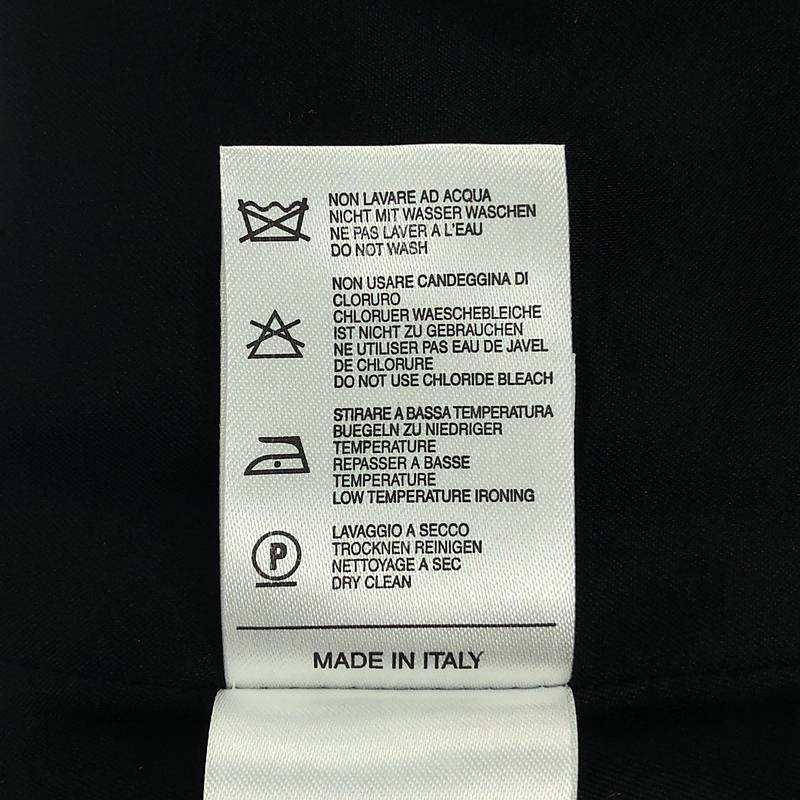 NON LAVARE AD ACQUA
NICHT MIT WASSER WASCHEN
NE PAS LAVER A L'EAU
DO NOT WASH
NON USARE CANDEGGINA DI
CLORURO
CHLORUER WAESCHEBLEICHE
IST NICHT ZU GEBRAUCHEN
NE UTILISER PAS EAU DE JAVEL
DE CHLORURE
DO NOT USE CHLORIDE BLEACH
STIRARE A BASSA TEMPERATURA
BUEGELN ZU NIEDRIGER
TEMPERATURE
REPASSER A BASSE
TEMPERATURE
LOW TEMPERATURE IRONING
P
LAVAGGIO A SECCO
TROCKNEN REINIGEN
NETTOYAGE A SEC
DRY CLEAN
MADE IN ITALY